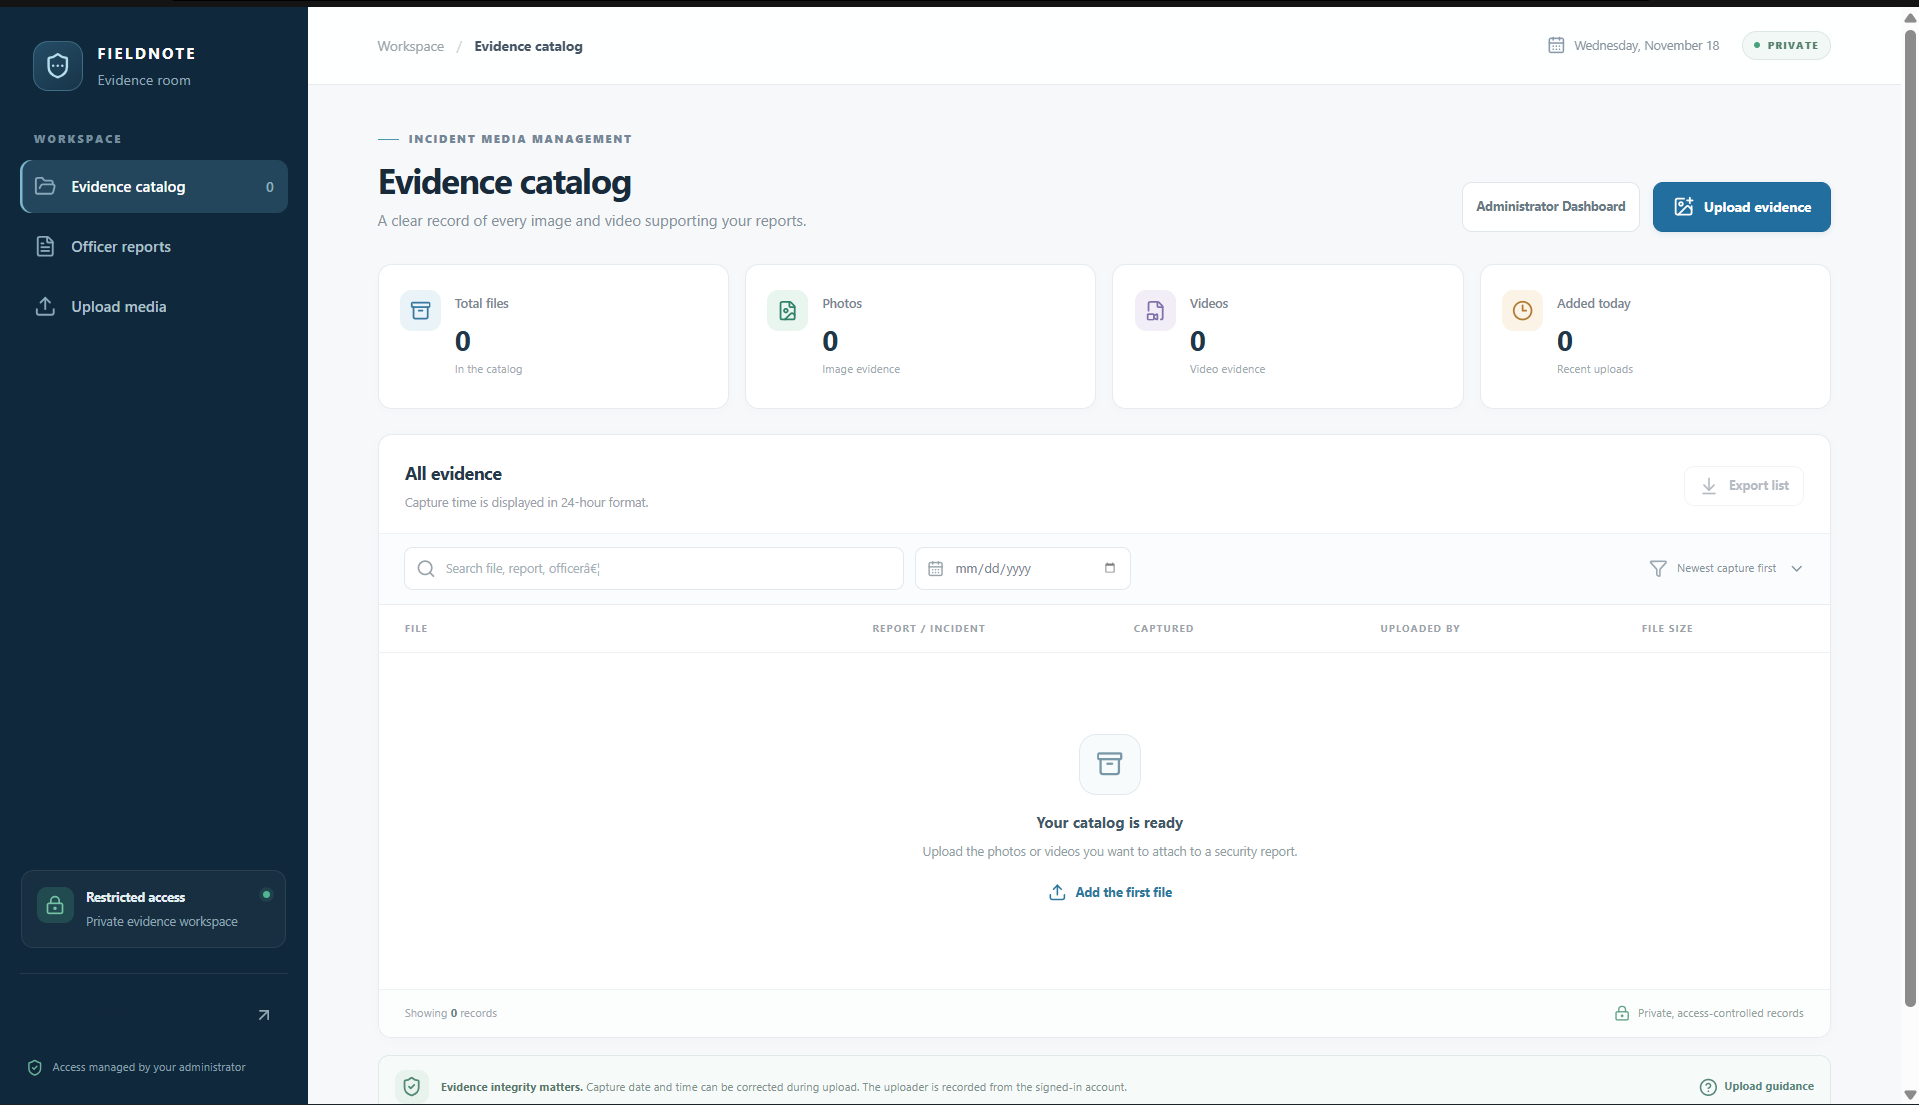 FIELDNOTE
Evidence room
WORKSPACE
Evidence catalog 0
Officer reports
Upload media
Restricted access
Private evidence workspace
Access managed by your administrator
Workspace / Evidence catalog
Wednesday, November 18
PRIVATE
INCIDENT MEDIA MANAGEMENT
Evidence catalog
A clear record of every image and video supporting your reports.
Administrator Dashboard
Upload evidence
Total files
0
In the catalog
Photos
0
Image evidence
Videos
0
Video evidence
Added today
0
Recent uploads
All evidence
Capture time is displayed in 24-hour format.
Export list
Search file, report, officerâ€¦
mm/dd/yyyy
Newest capture first
FILE REPORT / INCIDENT CAPTURED UPLOADED BY FILE SIZE
Your catalog is ready
Upload the photos or videos you want to attach to a security report.
Add the first file
Showing 0 records
Private, access-controlled records
Evidence integrity matters. Capture date and time can be corrected during upload. The uploader is recorded from the signed-in account.
Upload guidance